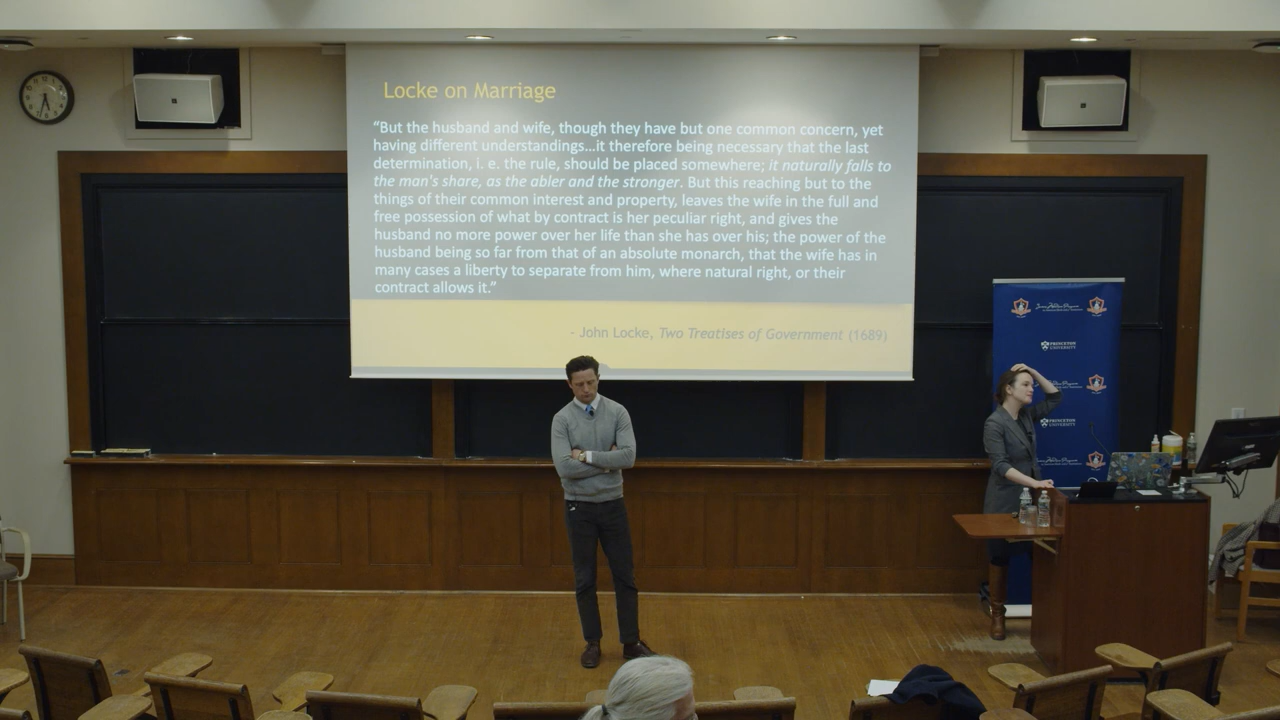 Locke on Marriage
“But the husband and wife, though they have but one common concern, yet
having different understandings…it therefore being necessary that the last
determination, i. e. the rule, should be placed somewhere; it naturally falls to
the man's share, as the abler and the stronger. But this reaching but to the
things of their common interest and property, leaves the wife in the full and
free possession of what by contract is her peculiar right, and gives the
husband no more power over her life than she has over his; the power of the
husband being so far from that of an absolute monarch, that the wife has in
many cases a liberty to separate from him, where natural right, or their
contract allows it.”
- John Locke, Two Treatises of Government (1689)
PRINCETON
UNIVERSITY
PRINCETON
UNIVERSITY